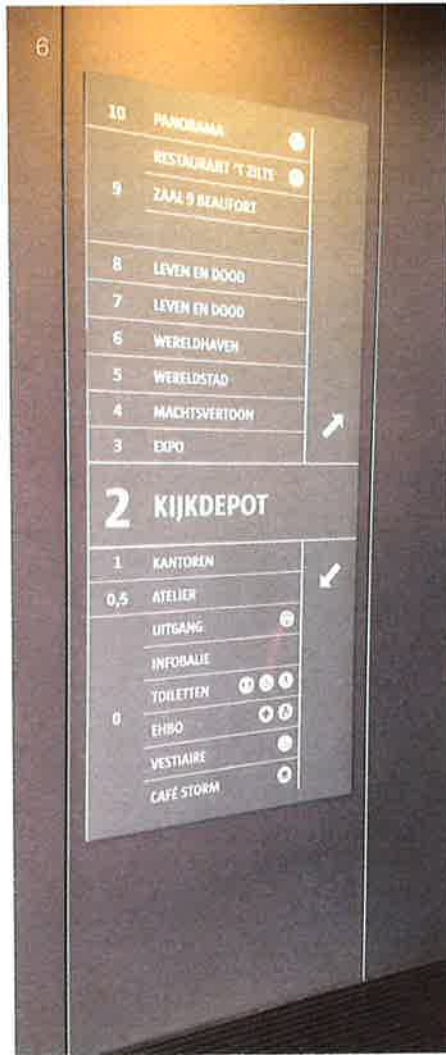 6
10 PANORAMA
RESTAURANT 'T ZILTE
9 ZAAL 9 BEAUFORT
8 LEVEN EN DOOD
7 LEVEN EN DOOD
6 WERELDHAVEN
5 WERELDSTAD
4 MACHTSVERTOON
3 EXPO
2 KIJKDEPOT
1 KANTOREN
0,5 ATELIER
UITGANG
INFOBALIE
TOILETTEN
0 EHBO
VESTIAIRE
CAFÉ STORM